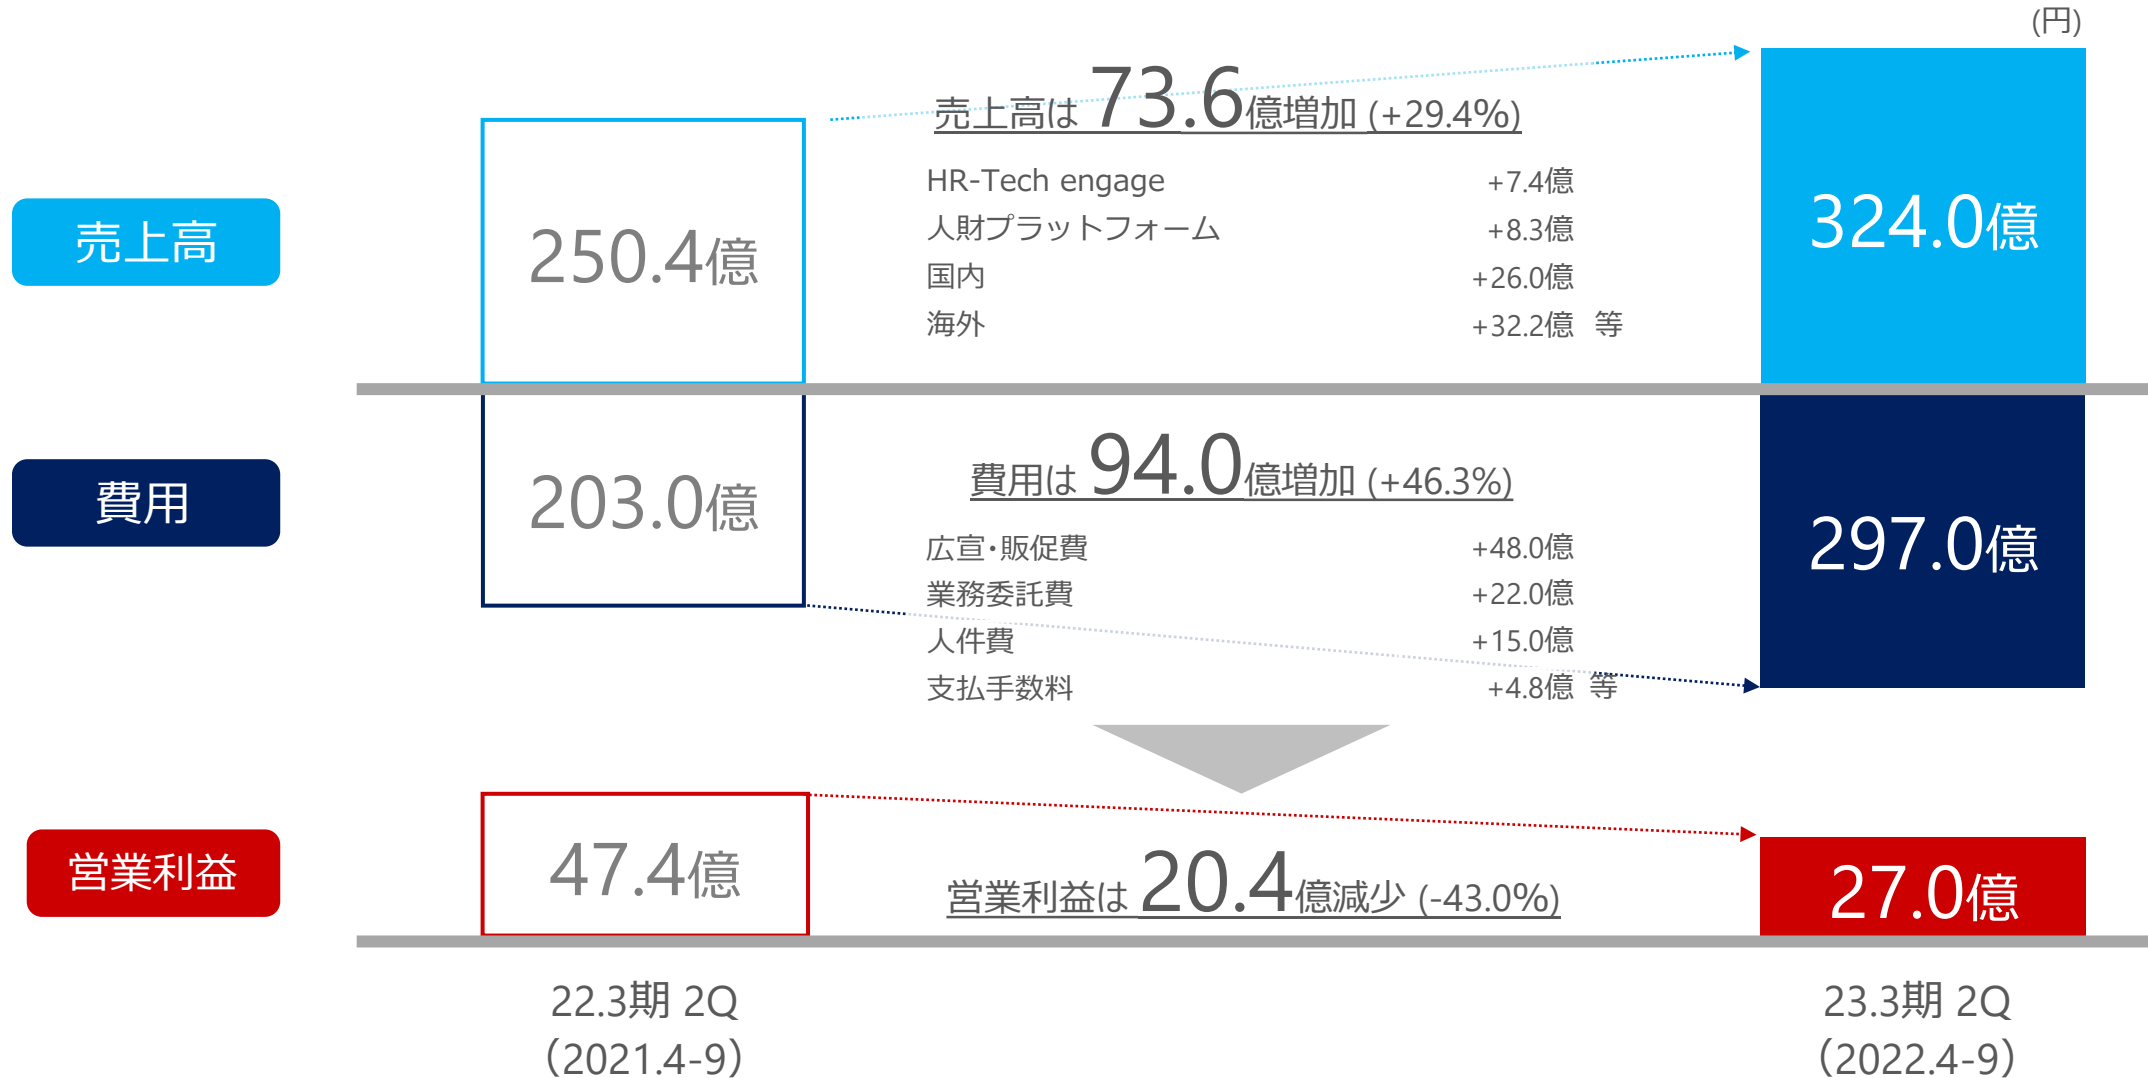 (円)
売上高は 73.6億増加 (+29.4%)
売上高
250.4億
HR-Tech engage +7.4億
人財プラットフォーム +8.3億
国内 +26.0億
海外 +32.2億 等
324.0億
費用
203.0億
費用は 94.0億増加 (+46.3%)
広宣・販促費 +48.0億
業務委託費 +22.0億
人件費 +15.0億
支払手数料 +4.8億 等
297.0億
営業利益
47.4億
営業利益は 20.4億減少 (-43.0%)
27.0億
22.3期 2Q
（2021.4-9）
23.3期 2Q
（2022.4-9）